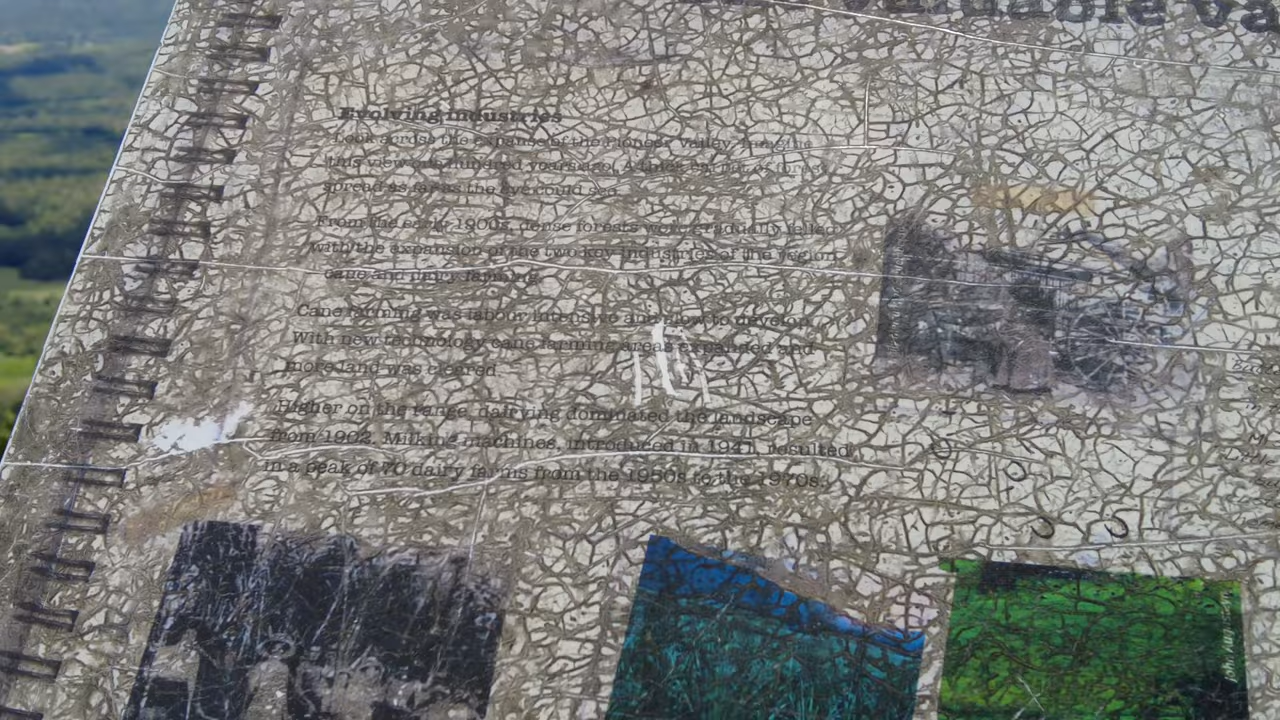 Evolving industries
Look across the expanse of the Pioneer Valley. Imagine
this view one hundred years ago,
spread as far as the eye could see.
From the early 1900s, dense forests were gradually felled
with the expansion of the two key industries of the region
cane and dairy farming.
Cane farming was labour intensive and slow to develop.
With new technology cane farming areas expanded and
more land was cleared.
Higher on the range, dairying dominated the landscape
from 1902. Milking machines, introduced in 1941, resulted
in a peak of 70 dairy farms from the 1950s to the 1970s.